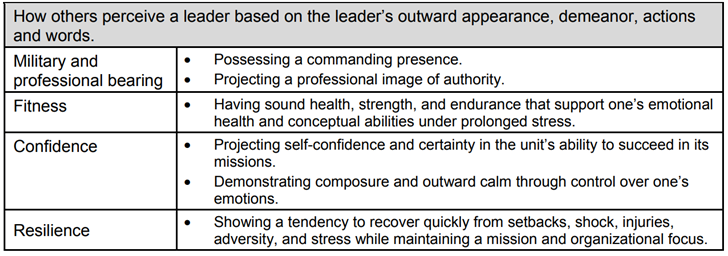 How others perceive a leader based on the leader’s outward appearance, demeanor, actions
and words.
Military and
professional bearing
• Possessing a commanding presence.
• Projecting a professional image of authority.
Fitness
• Having sound health, strength, and endurance that support one’s emotional
health and conceptual abilities under prolonged stress.
Confidence
• Projecting self-confidence and certainty in the unit’s ability to succeed in its
missions.
• Demonstrating composure and outward calm through control over one’s
emotions.
Resilience
• Showing a tendency to recover quickly from setbacks, shock, injuries,
adversity, and stress while maintaining a mission and organizational focus.